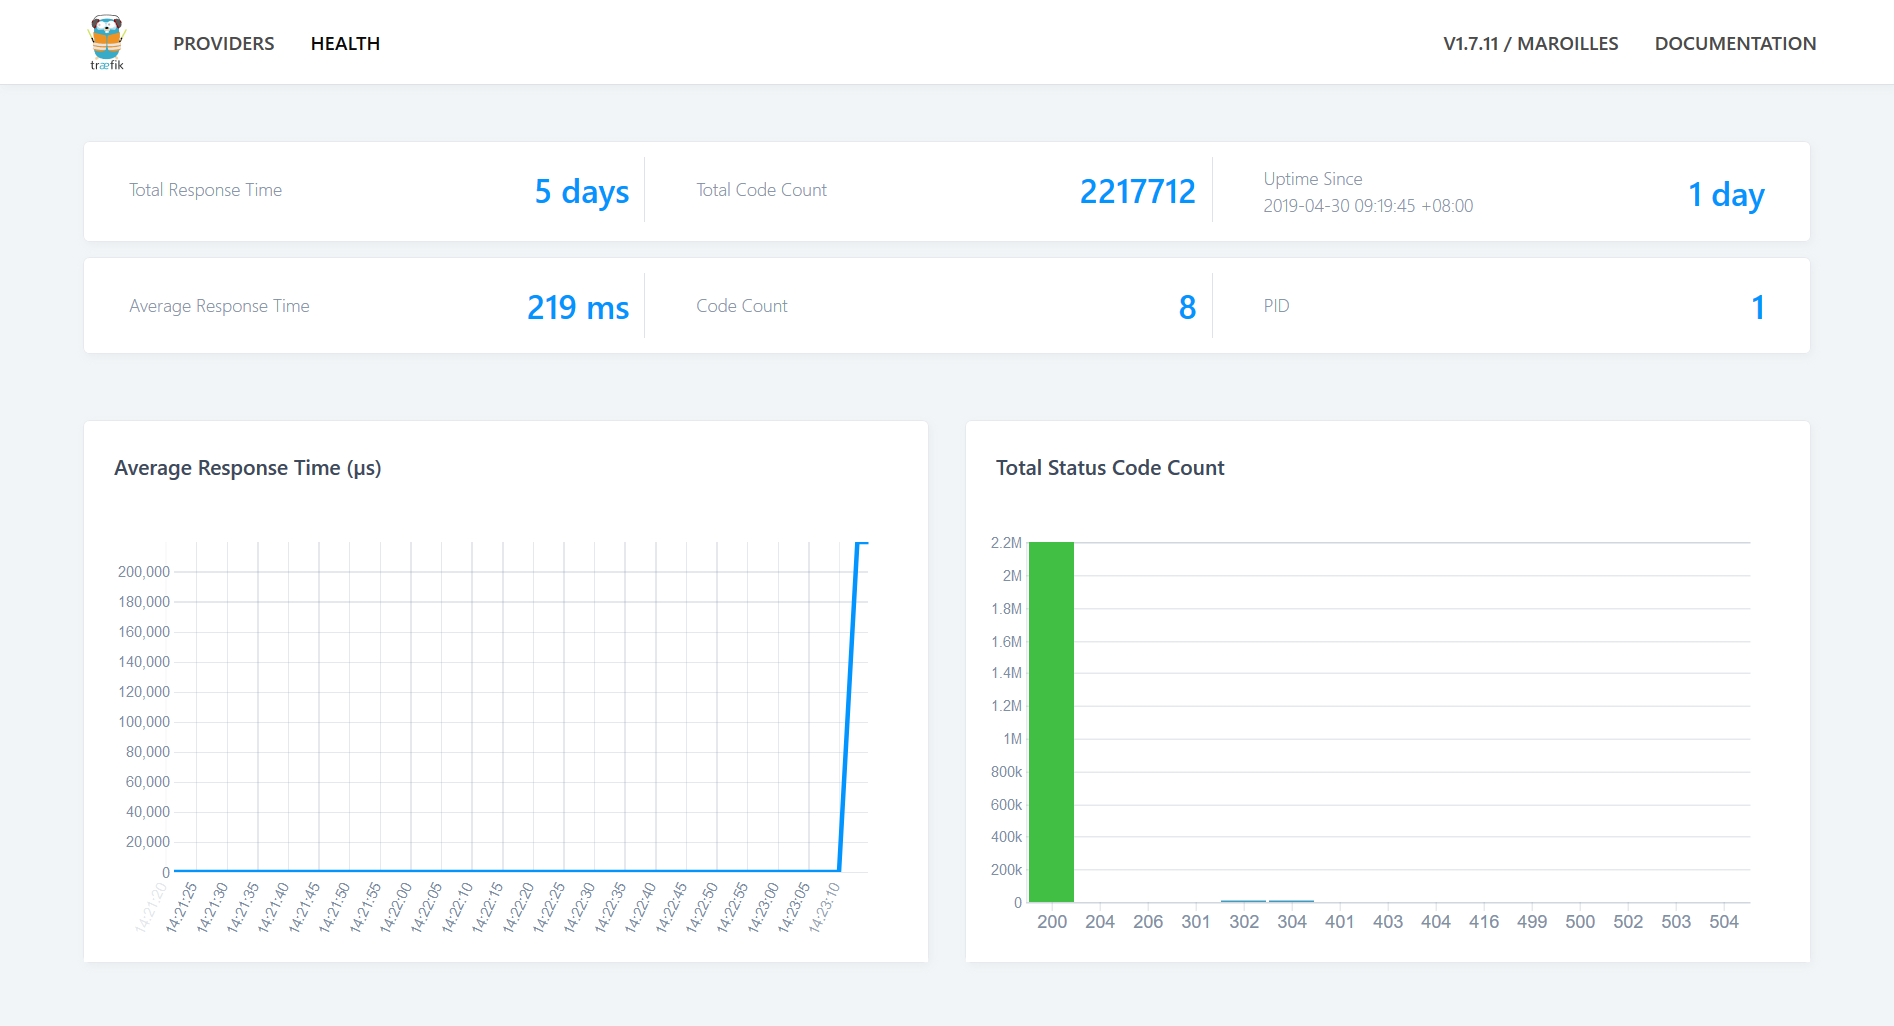 træfik
PROVIDERS
HEALTH
V1.7.11 / MAROILLES
DOCUMENTATION
Total Response Time
5 days
Total Code Count
2217712
Uptime Since
2019-04-30 09:19:45 +08:00
1 day
Average Response Time
219 ms
Code Count
8
PID
1
Average Response Time (µs)
200,000
180,000
160,000
140,000
120,000
100,000
80,000
60,000
40,000
20,000
0
14:21:20
14:21:25
14:21:30
14:21:35
14:21:40
14:21:45
14:21:50
14:21:55
14:22:00
14:22:05
14:22:10
14:22:15
14:22:20
14:22:25
14:22:30
14:22:35
14:22:40
14:22:45
14:22:50
14:22:55
14:23:00
14:23:05
14:23:10
Total Status Code Count
2.2M
2M
1.8M
1.6M
1.4M
1.2M
1M
800k
600k
400k
200k
0
200 204 206 301 302 304 401 403 404 416 499 500 502 503 504